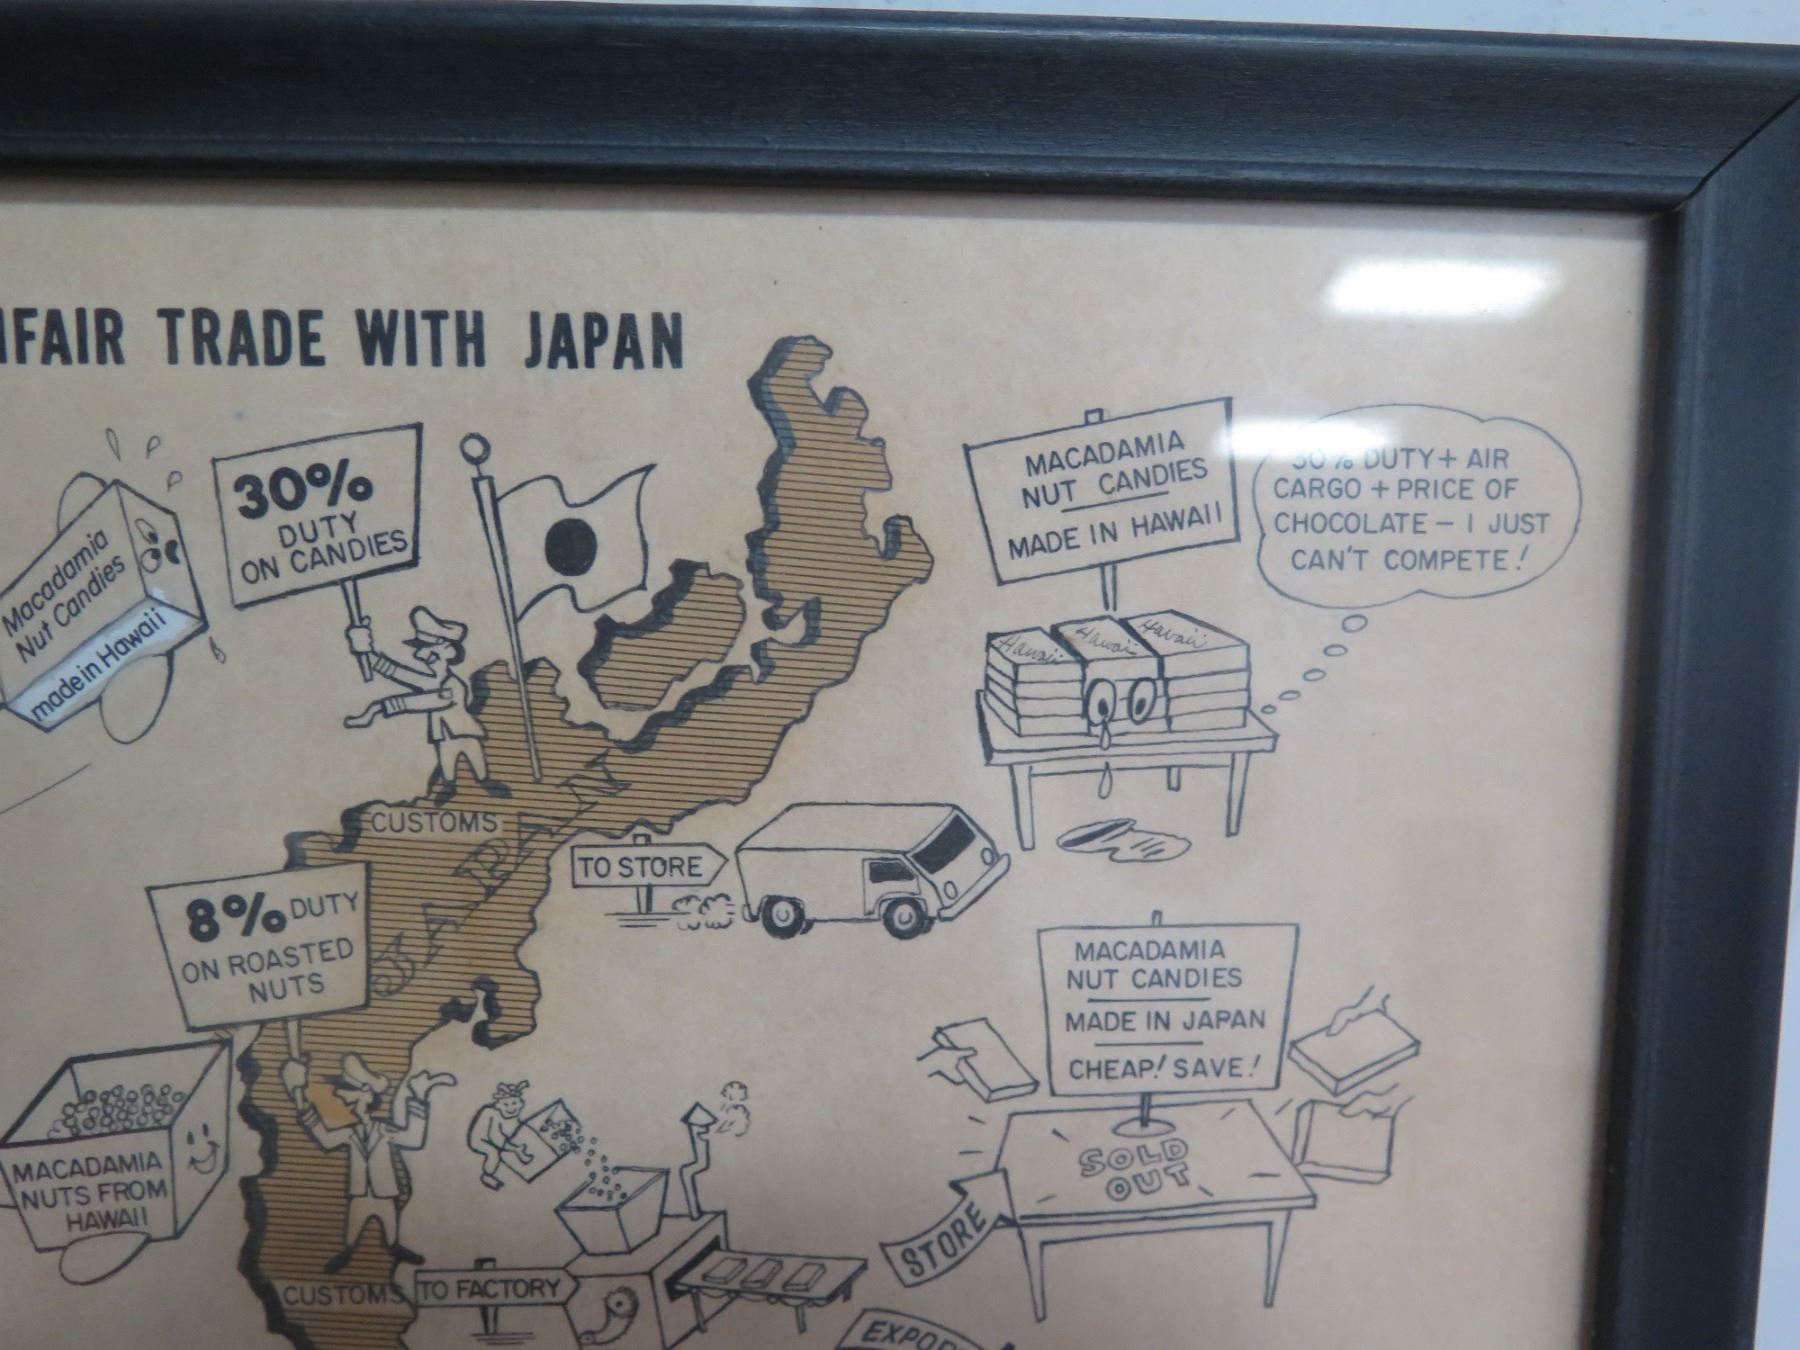 FAIR TRADE WITH JAPAN
Macadamia
Nut Candies
made in Hawaii
30%
DUTY
ON CANDIES
MACADAMIA
NUT CANDIES
MADE IN HAWAII
30% DUTY + AIR
CARGO + PRICE OF
CHOCOLATE - I JUST
CAN'T COMPETE!
Hawaii Hawaii Hawaii
CUSTOMS
JAPAN
TO STORE
8% DUTY
ON ROASTED
NUTS
MACADAMIA
NUT CANDIES
MADE IN JAPAN
CHEAP! SAVE!
SOLD
OUT
MACADAMIA
NUTS FROM
HAWAII
STORE
CUSTOMS
TO FACTORY
EXPO